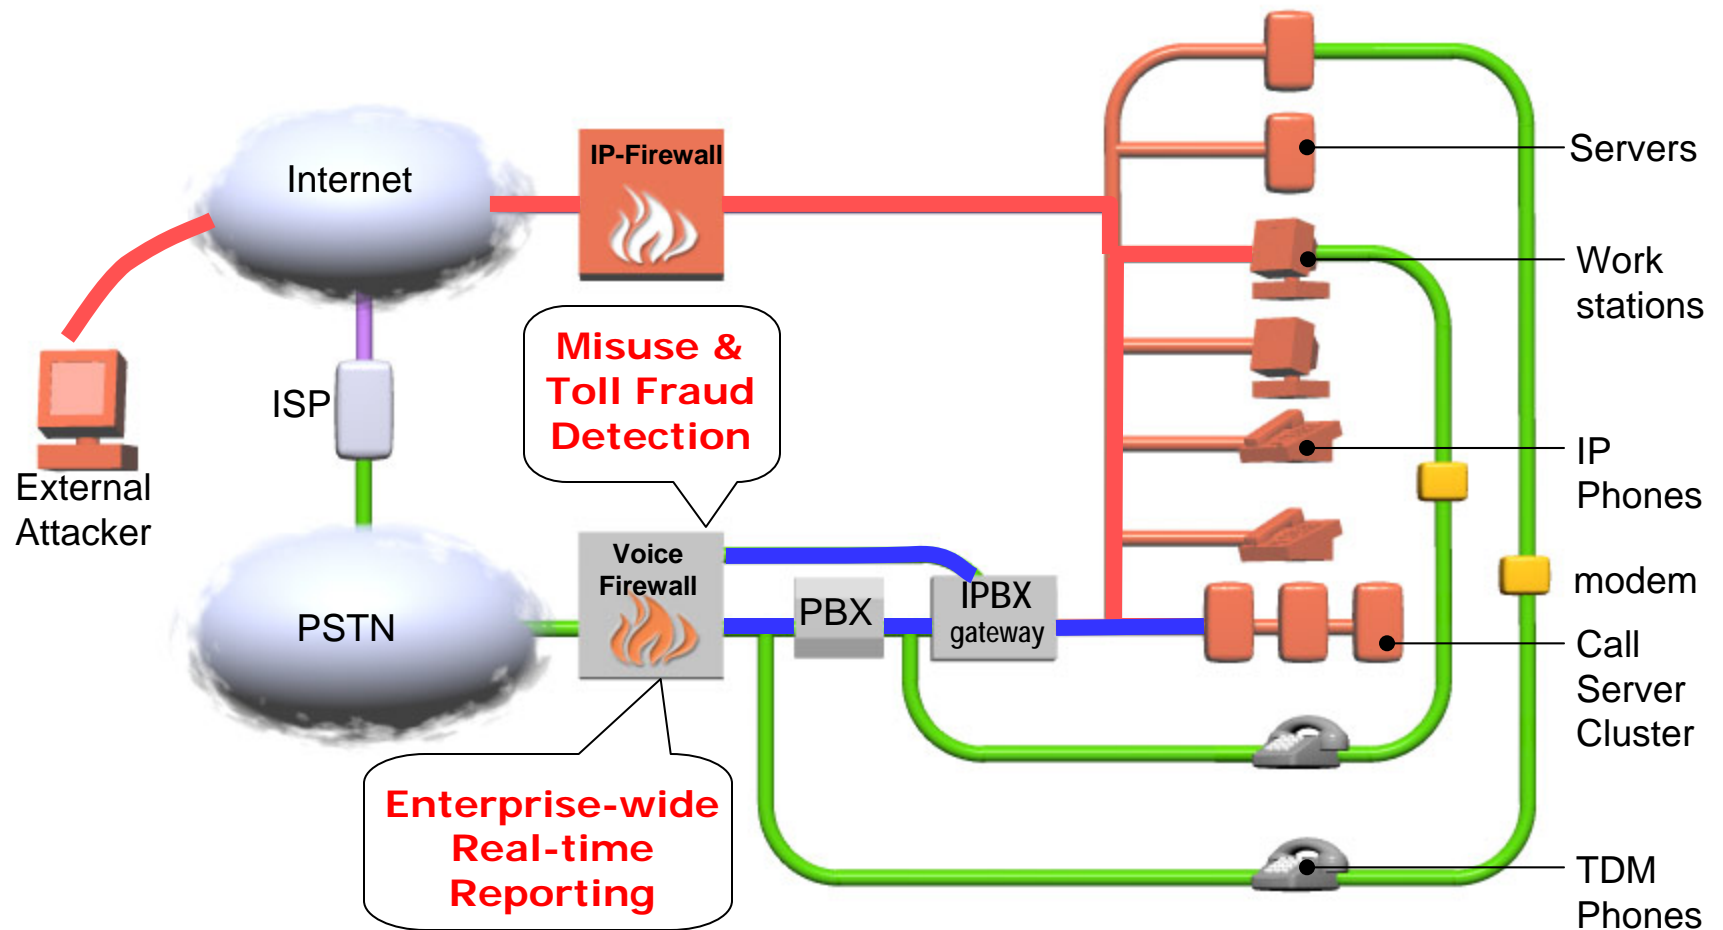 Internet
IP-Firewall
Servers
Work
stations
Misuse &
Toll Fraud
Detection
ISP
IP
Phones
External
Attacker
Voice
Firewall
PBX
IPBX
gateway
PSTN
modem
Call
Server
Cluster
Enterprise-wide
Real-time
Reporting
TDM
Phones